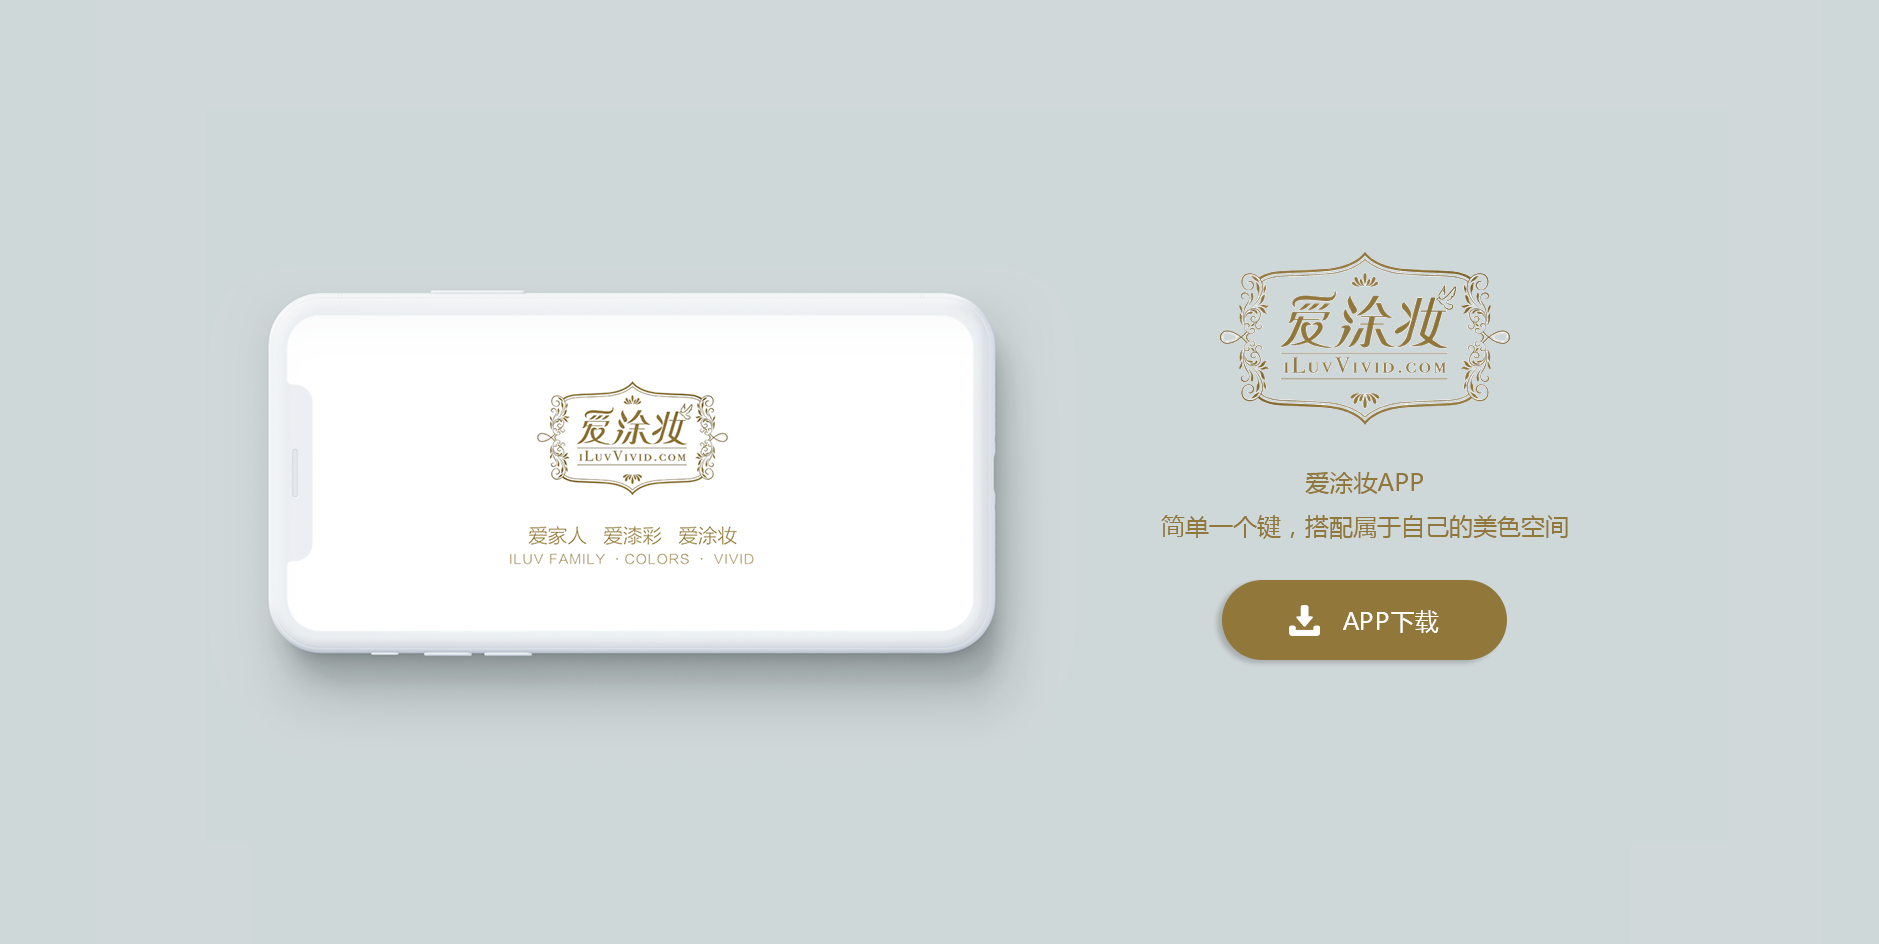 爱涂妆
iLuvVivid.com
爱家人 爱漆彩 爱涂妆
ILUV FAMILY · COLORS · VIVID
爱涂妆
iLuvVivid.com
爱涂妆APP
简单一个键，搭配属于自己的美色空间
APP下载